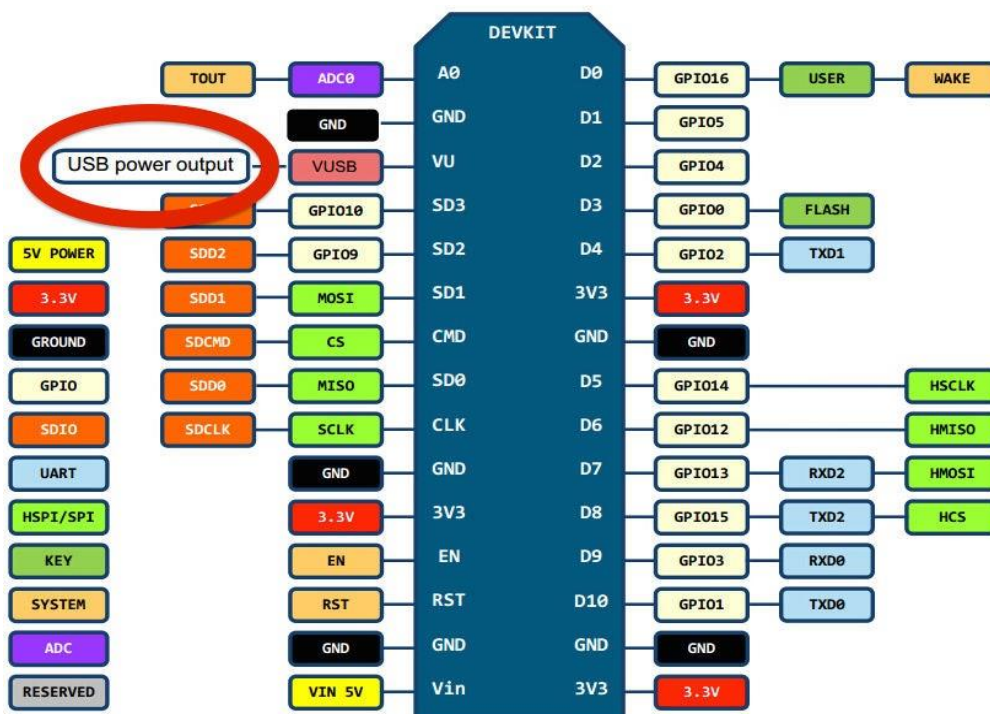 DEVKIT
TOUT ADC0 A0 D0 GPIO16 USER WAKE
GND GND D1 GPIO5
USB power output VUSB VU D2 GPIO4
GPIO10 SD3 D3 GPIO0 FLASH
5V POWER SDD2 GPIO9 SD2 D4 GPIO2 TXD1
3.3V SDD1 MOSI SD1 3V3 3.3V
GROUND SDCMD CS CMD GND GND
GPIO SDD0 MISO SD0 D5 GPIO14 HSCLK
SDIO SDCLK SCLK CLK D6 GPIO12 HMISO
UART GND GND D7 GPIO13 RXD2 HMOSI
HSPI/SPI 3.3V 3V3 D8 GPIO15 TXD2 HCS
KEY EN EN D9 GPIO3 RXD0
SYSTEM RST RST D10 GPIO1 TXD0
ADC GND GND GND GND
RESERVED VIN 5V Vin 3V3 3.3V